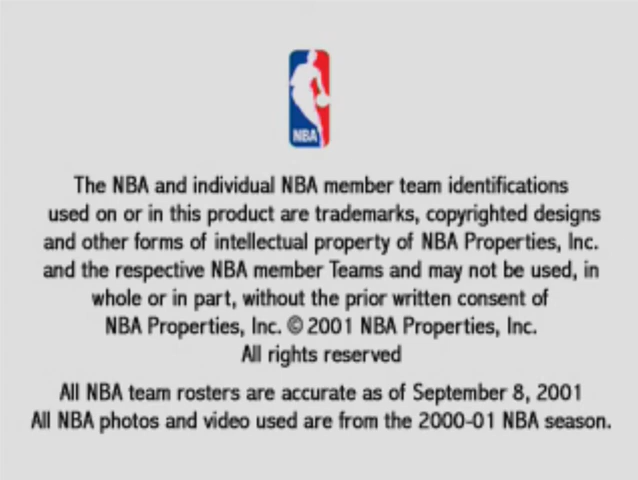 NBA
The NBA and individual NBA member team identifications
used on or in this product are trademarks, copyrighted designs
and other forms of intellectual property of NBA Properties, Inc.
and the respective NBA member Teams and may not be used, in
whole or in part, without the prior written consent of
NBA Properties, Inc. © 2001 NBA Properties, Inc.
All rights reserved
All NBA team rosters are accurate as of September 8, 2001
All NBA photos and video used are from the 2000-01 NBA season.